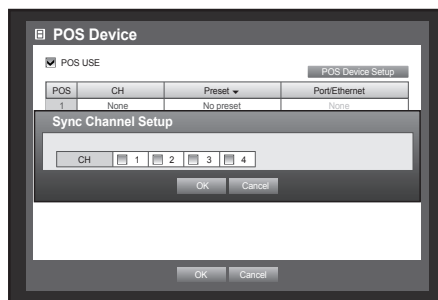 POS Device
POS USE
POS Device Setup
POS CH Preset Port/Ethernet
1 None No preset None
Sync Channel Setup
CH 1 2 3 4
OK Cancel
OK Cancel